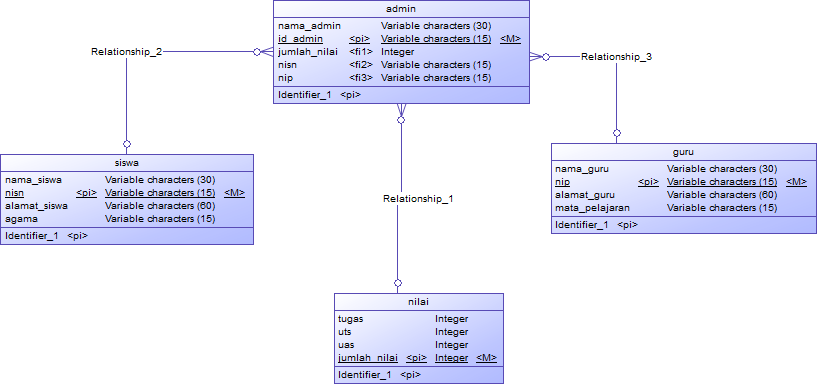 admin
nama_admin Variable characters (30)
id_admin <pi> Variable characters (15) <M>
jumlah_nilai <fi1> Integer
nisn <fi2> Variable characters (15)
nip <fi3> Variable characters (15)
Identifier_1 <pi>
Relationship_2
Relationship_3
siswa
nama_siswa Variable characters (30)
nisn <pi> Variable characters (15) <M>
alamat_siswa Variable characters (60)
agama Variable characters (15)
Identifier_1 <pi>
guru
nama_guru Variable characters (30)
nip <pi> Variable characters (15) <M>
alamat_guru Variable characters (60)
mata_pelajaran Variable characters (15)
Identifier_1 <pi>
Relationship_1
nilai
tugas Integer
uts Integer
uas Integer
jumlah_nilai <pi> Integer <M>
Identifier_1 <pi>